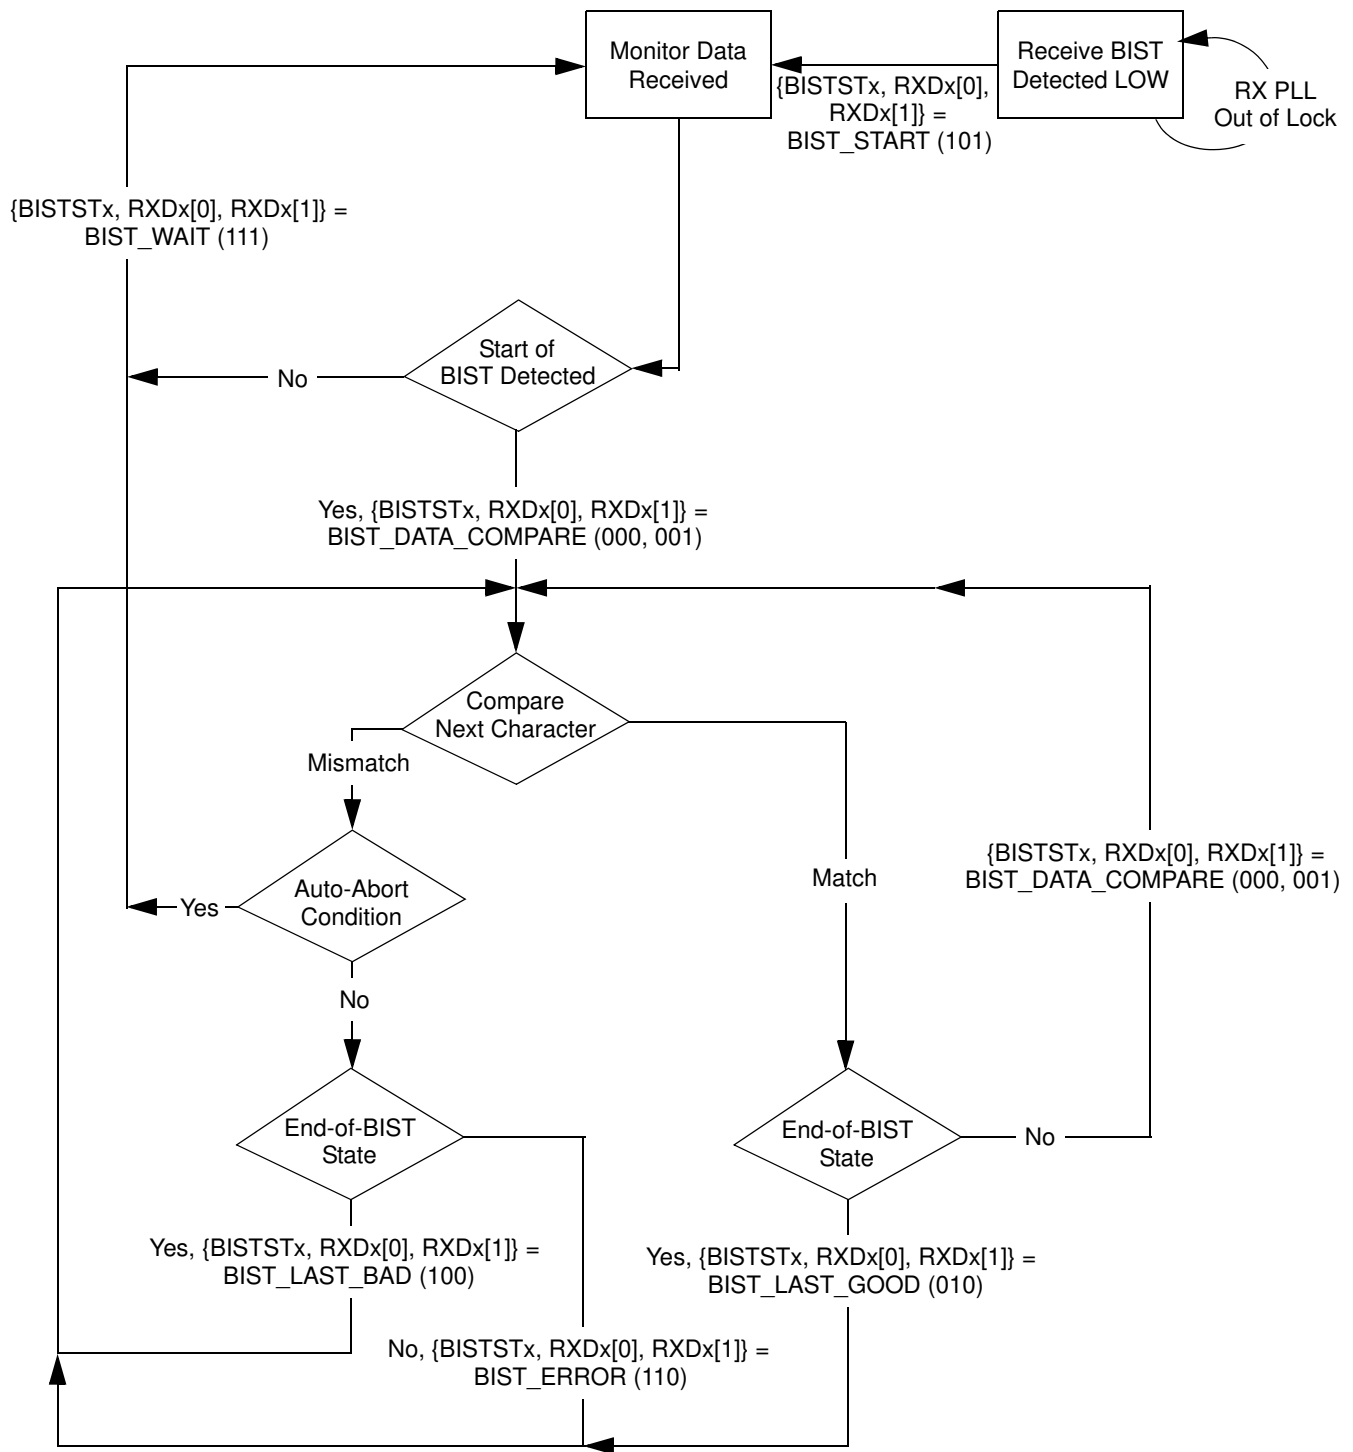 Monitor Data
Received
Receive BIST
Detected LOW
RX PLL
Out of Lock
{BISTSTx, RXDx[0],
RXDx[1]} =
BIST_START (101)
{BISTSTx, RXDx[0], RXDx[1]} =
BIST_WAIT (111)
Start of
BIST Detected
No
Yes, {BISTSTx, RXDx[0], RXDx[1]} =
BIST_DATA_COMPARE (000, 001)
Compare
Next Character
Mismatch
Match
{BISTSTx, RXDx[0], RXDx[1]} =
BIST_DATA_COMPARE (000, 001)
Auto-Abort
Condition
Yes
No
End-of-BIST
State
End-of-BIST
State
No
Yes, {BISTSTx, RXDx[0], RXDx[1]} =
BIST_LAST_BAD (100)
Yes, {BISTSTx, RXDx[0], RXDx[1]} =
BIST_LAST_GOOD (010)
No, {BISTSTx, RXDx[0], RXDx[1]} =
BIST_ERROR (110)